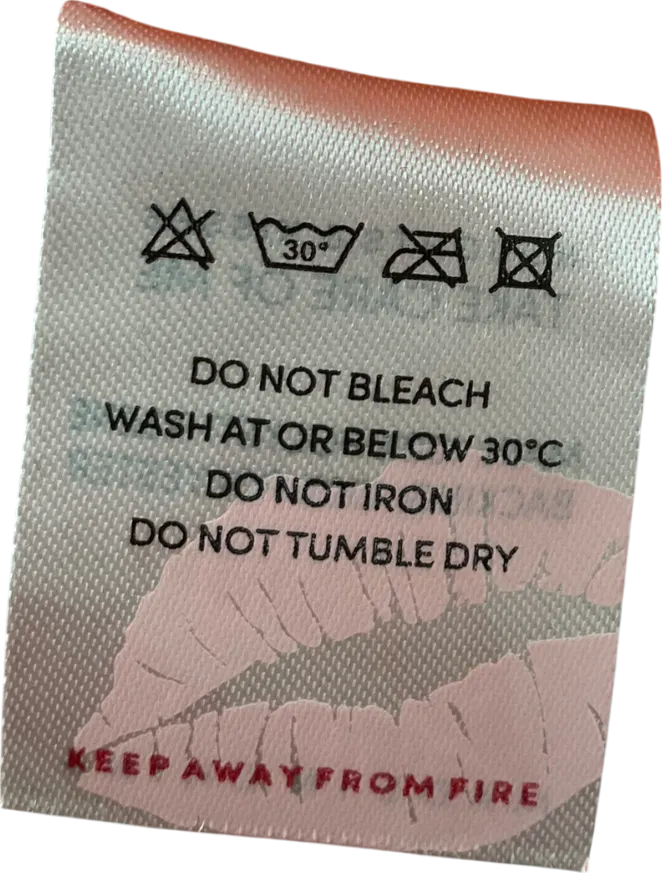 30°
DO NOT BLEACH
WASH AT OR BELOW 30°C
DO NOT IRON
DO NOT TUMBLE DRY
KEEP AWAY FROM FIRE